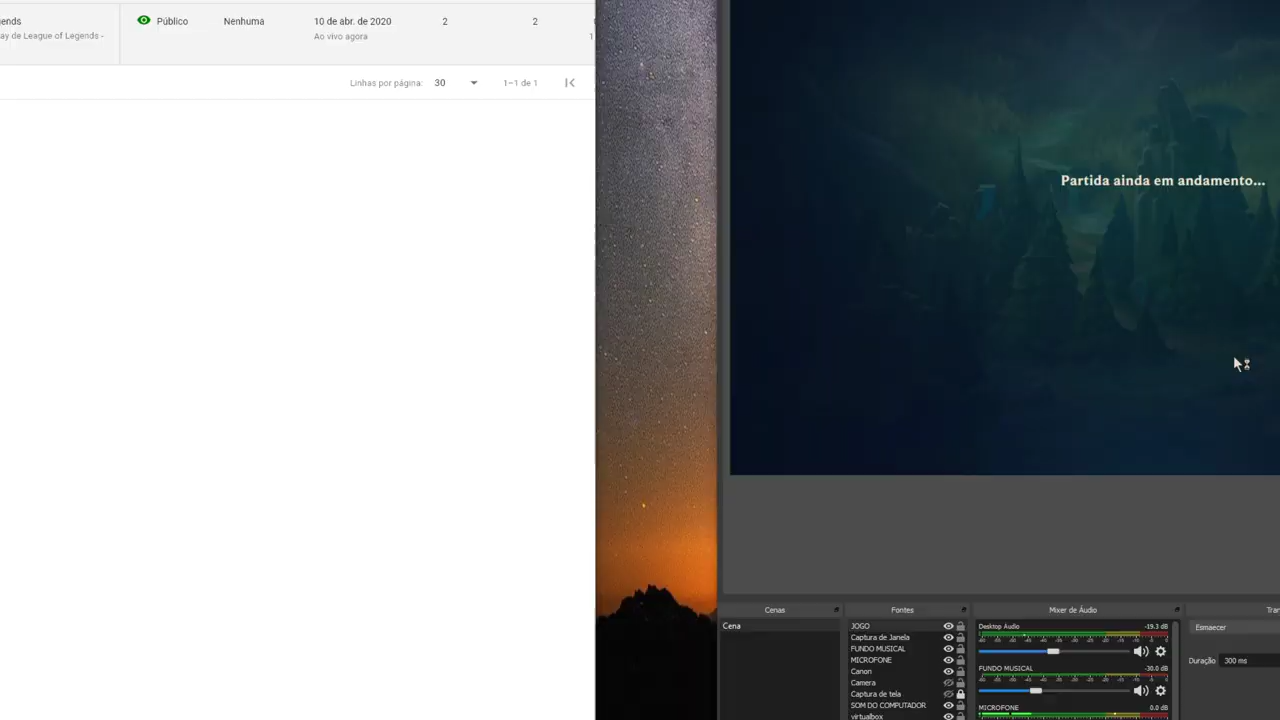 ends
Público
Nenhuma
10 de abr. de 2020
2
2
ay de League of Legends -
Ao vivo agora
1
Linhas por página:
30
1–1 de 1
Partida ainda em andamento...
Cenas
Fontes
Mixer de Áudio
Cena
JOGO
Captura de Janela
FUNDO MUSICAL
MICROFONE
Canon
Camera
Captura de tela
SOM DO COMPUTADOR
virtualbox
Desktop Áudio
-19.3 dB
FUNDO MUSICAL
-30.0 dB
MICROFONE
0.0 dB
Esmaecer
Duração
300 ms